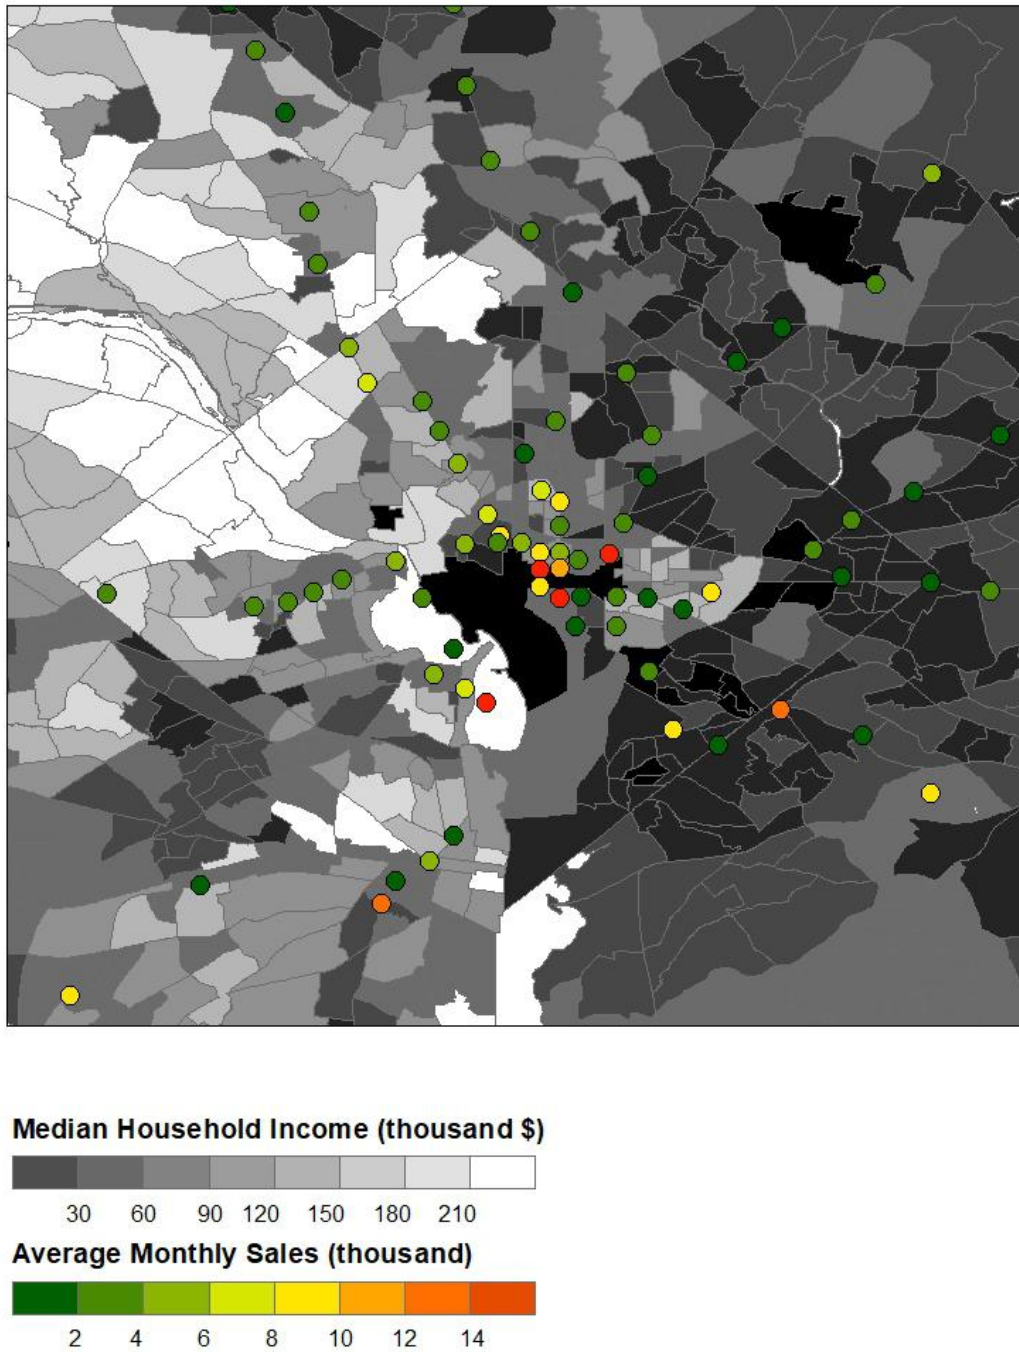 Median Household Income (thousand $)
30 60 90 120 150 180 210
Average Monthly Sales (thousand)
2 4 6 8 10 12 14